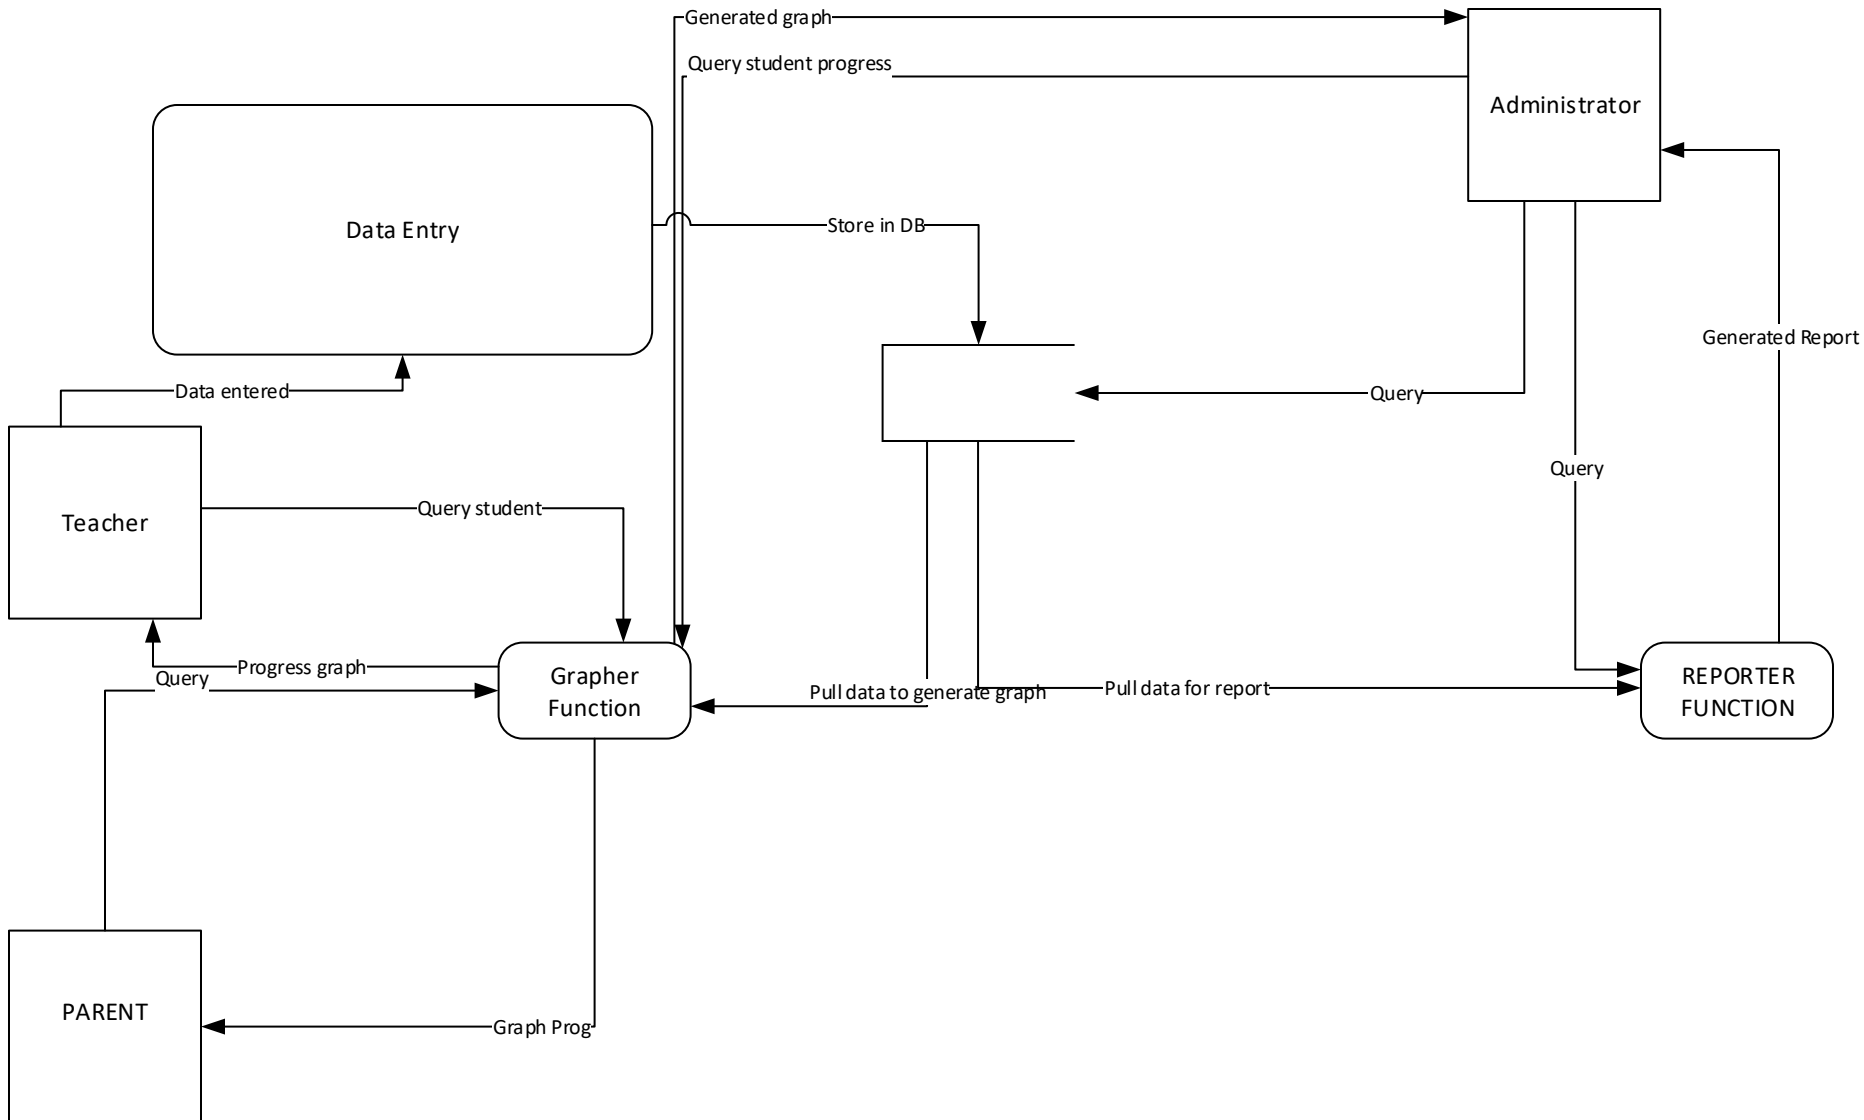 Generated graph
Query student progress
Administrator
Data Entry
Store in DB
Generated Report
Data entered
Query
Query
Teacher
Query student
Progress graph
Query
Grapher
Function
Pull data to generate graph
Pull data for report
REPORTER
FUNCTION
PARENT
Graph Prog